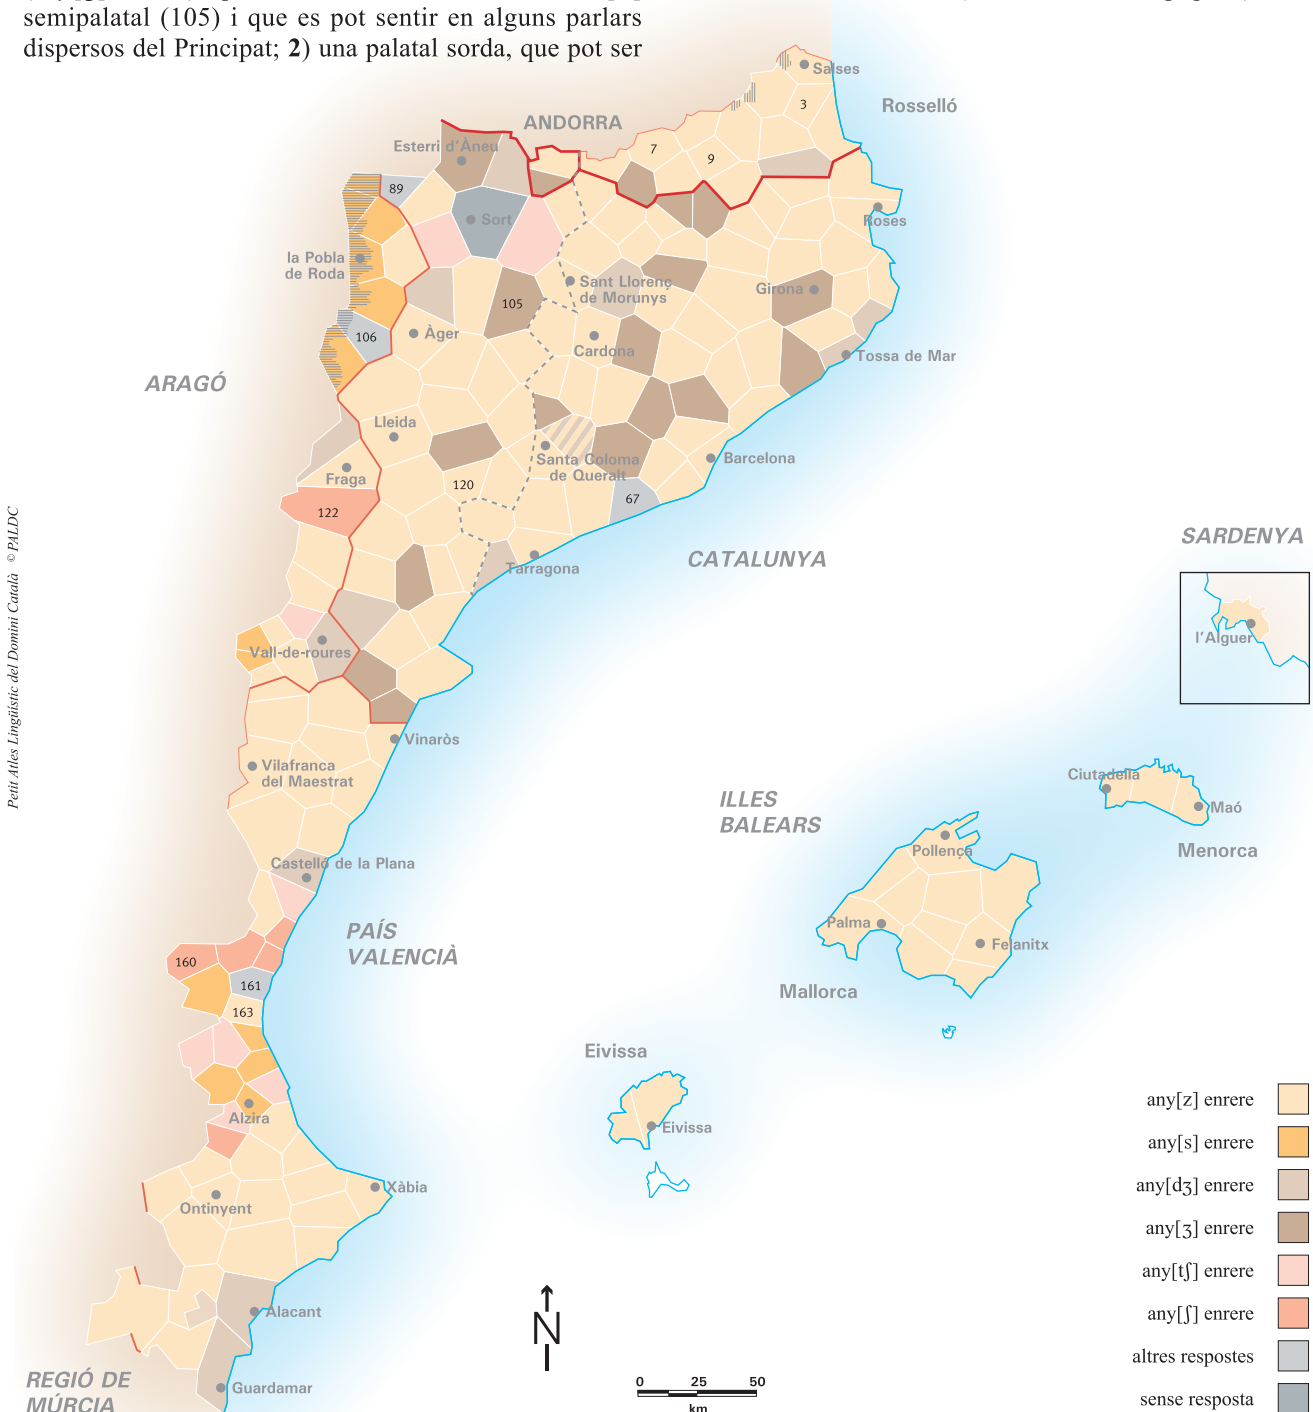 semipalatal (105) i que es pot sentir en alguns parlars
dispersos del Principat; 2) una palatal sorda, que pot ser
Salses
3
Rosselló
ANDORRA
Esterri d'Àneu
7
9
89
Sort
Roses
la Pobla
de Roda
Sant Llorenç
de Morunys
Girona
105
106
Àger
Cardona
Tossa de Mar
ARAGÓ
Lleida
Santa Coloma
de Queralt
Barcelona
Fraga
120
67
122
Tarragona
CATALUNYA
SARDENYA
l'Alguer
Petit Atles Lingüístic del Domini Català © PALDC
Vall-de-roures
Vinaròs
Vilafranca
del Maestrat
Ciutadella
Maó
Menorca
ILLES
BALEARS
Pollença
Palma
Felanitx
Mallorca
Castelló de la Plana
PAÍS
VALENCIÀ
160
161
163
Eivissa
Eivissa
Alzira
Xàbia
Ontinyent
Alacant
Guardamar
REGIÓ DE
MÚRCIA
N
0 25 50
km
any[z] enrere
any[s] enrere
any[dʒ] enrere
any[ʒ] enrere
any[tʃ] enrere
any[ʃ] enrere
altres respostes
sense resposta